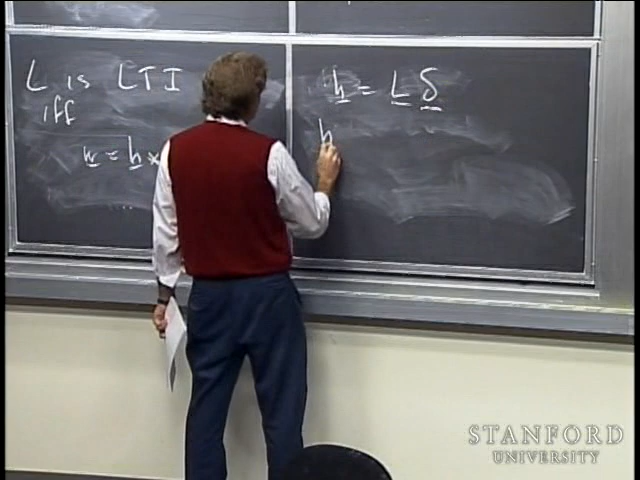 L is LTI
iff
w = h *
h = L δ
h
STANFORD
UNIVERSITY